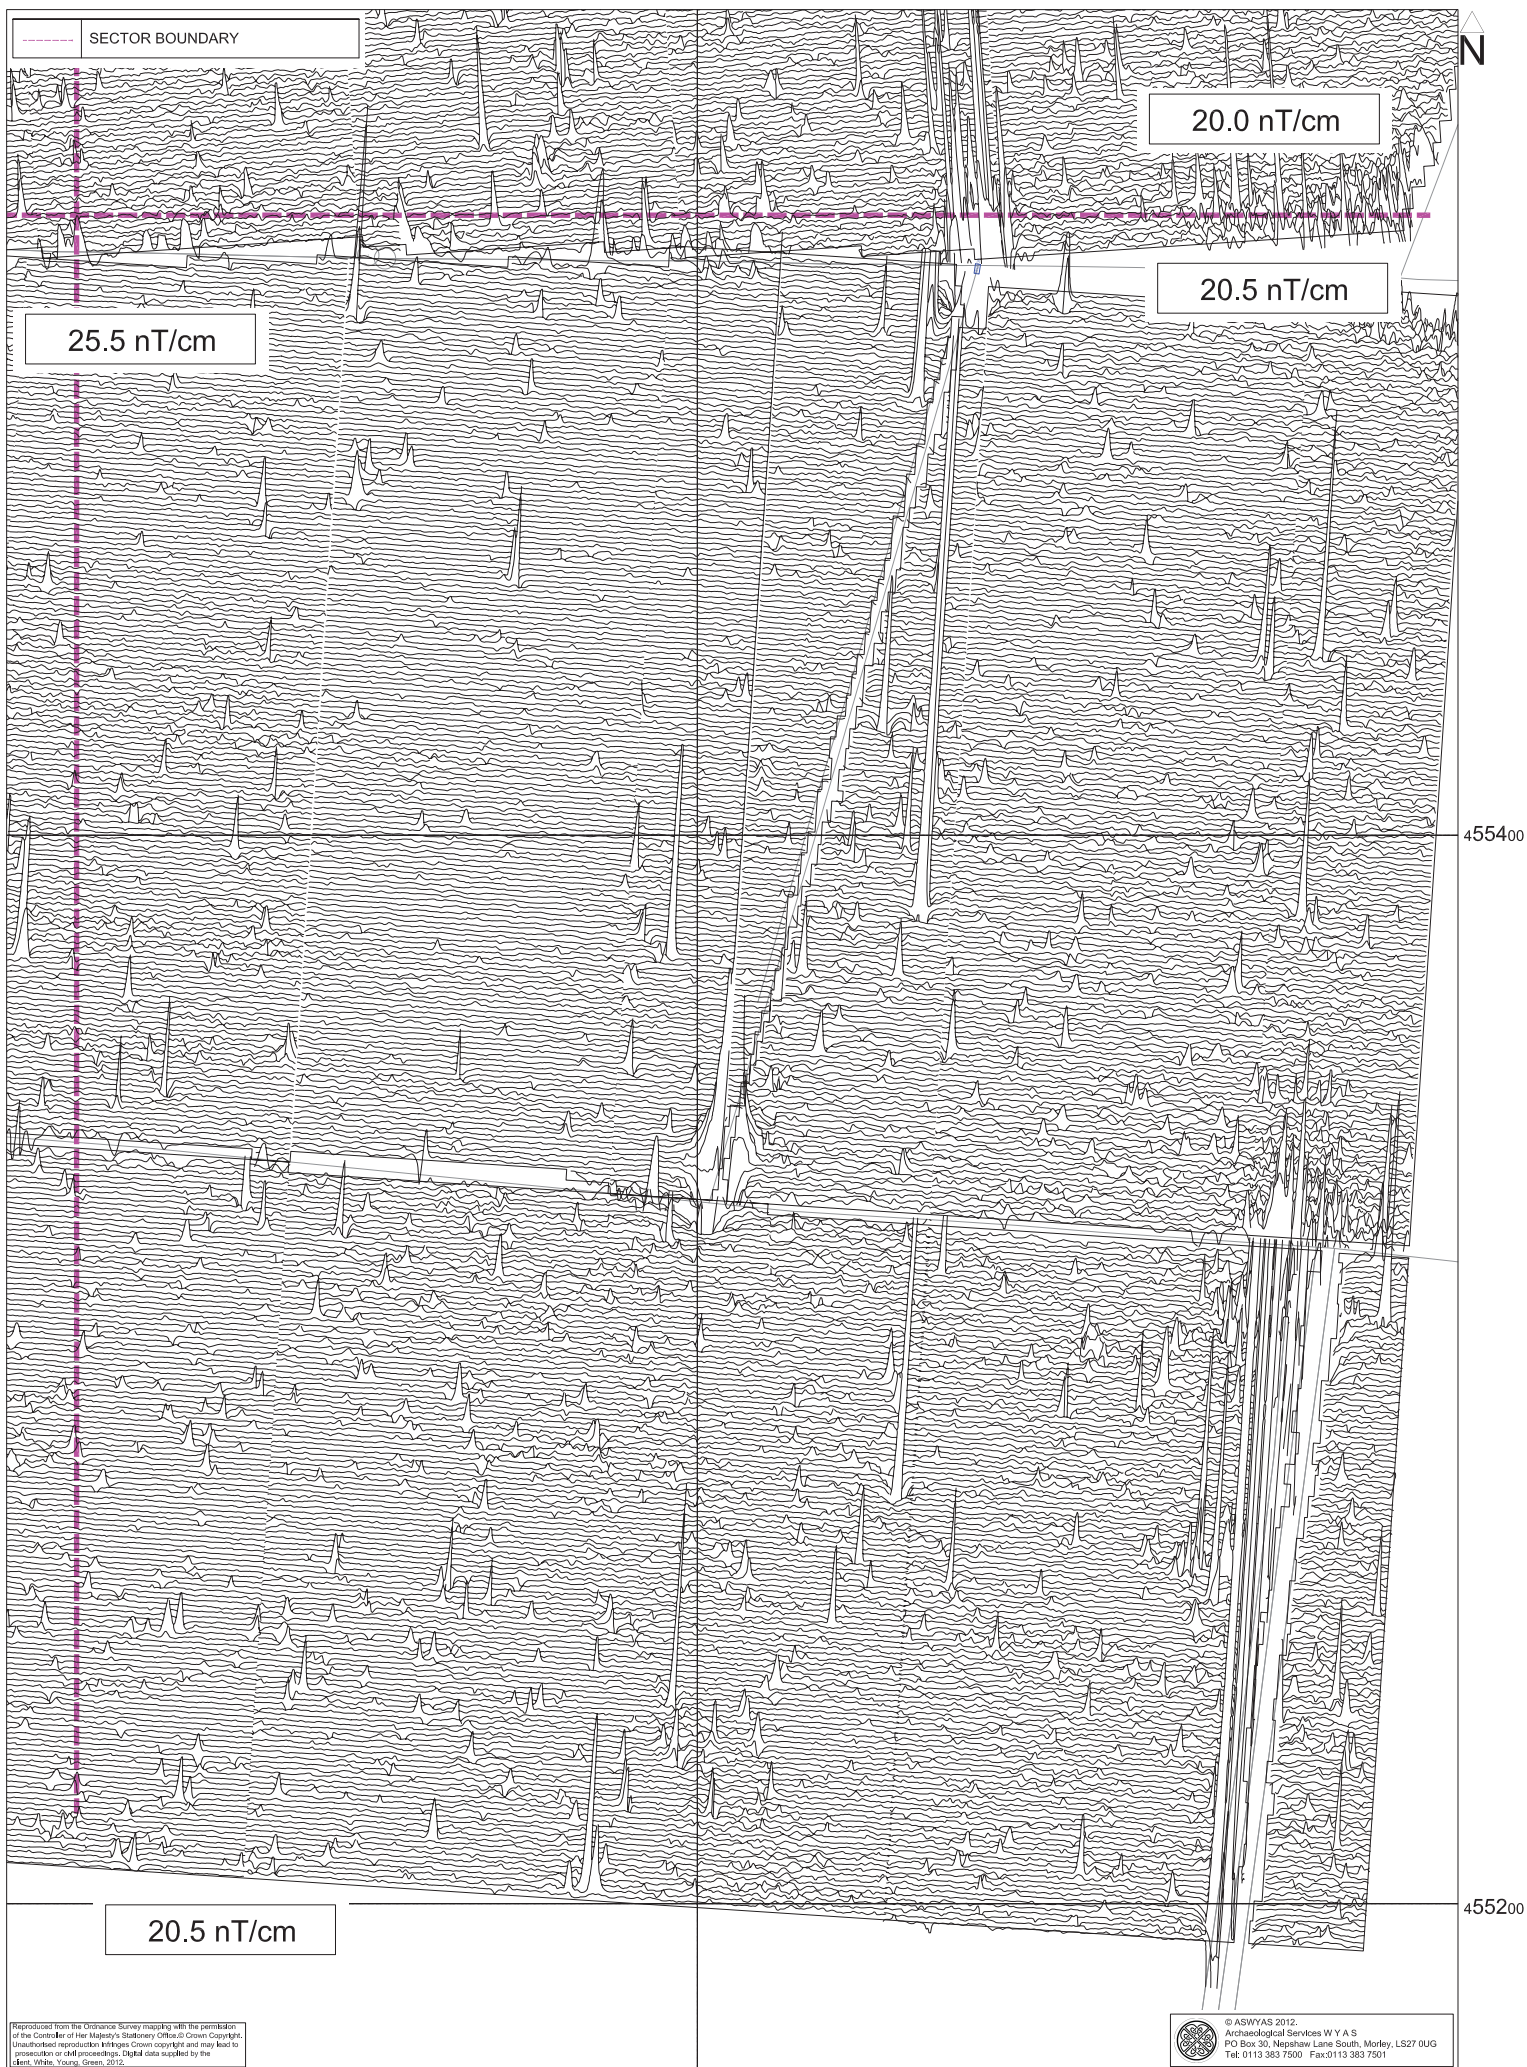 SECTOR BOUNDARY
N
20.0 nT/cm
20.5 nT/cm
25.5 nT/cm
455400
455200
20.5 nT/cm
Reproduced from the Ordnance Survey mapping with the permission
of the Controller of Her Majesty's Stationery Office.© Crown Copyright.
Unauthorised reproduction infringes Crown copyright and may lead to
prosecution or civil proceedings. Digital data supplied by the
client, White, Young, Green, 2012.
© ASWYAS 2012.
Archaeological Services W Y A S
PO Box 30, Nepshaw Lane South, Morley, LS27 0UG
Tel: 0113 383 7500 Fax:0113 383 7501